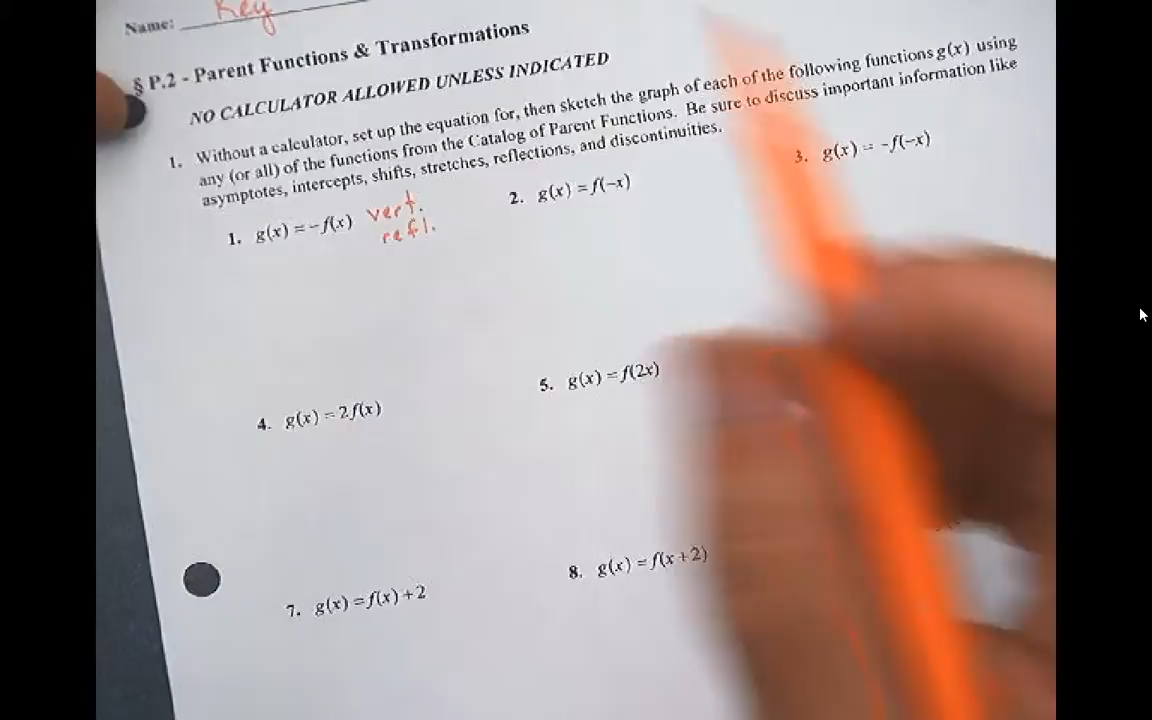 Name: Key
§ P.2 - Parent Functions & Transformations
NO CALCULATOR ALLOWED UNLESS INDICATED
1. Without a calculator, set up the equation for, then sketch the graph of each of the following functions g(x) using
any (or all) of the functions from the Catalog of Parent Functions. Be sure to discuss important information like
asymptotes, intercepts, shifts, stretches, reflections, and discontinuities.
1. g(x) = -f(x) vert. refl.
2. g(x) = f(-x)
3. g(x) = -f(-x)
4. g(x) = 2f(x)
5. g(x) = f(2x)
7. g(x) = f(x) + 2
8. g(x) = f(x + 2)